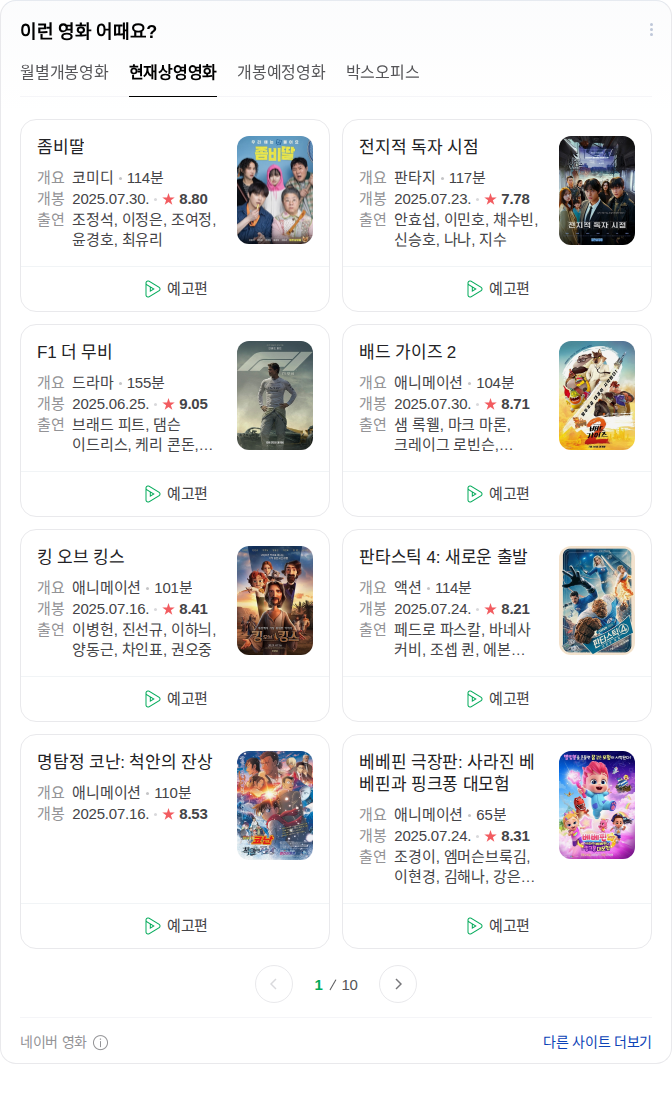 이런 영화 어때요?
월별개봉영화 현재상영영화 개봉예정영화 박스오피스
좀비딸
개요 코미디 · 114분
개봉 2025.07.30. · ★ 8.80
출연 조정석, 이정은, 조여정,
윤경호, 최유리
좀비딸
예고편
전지적 독자 시점
개요 판타지 · 117분
개봉 2025.07.23. · ★ 7.78
출연 안효섭, 이민호, 채수빈,
신승호, 나나, 지수
전지적 독자 시점
예고편
F1 더 무비
개요 드라마 · 155분
개봉 2025.06.25. · ★ 9.05
출연 브래드 피트, 댐슨
이드리스, 케리 콘돈,...
예고편
배드 가이즈 2
개요 애니메이션 · 104분
개봉 2025.07.30. · ★ 8.71
출연 샘 록웰, 마크 마론,
크레이그 로빈슨,...
배드
가이즈
2
예고편
킹 오브 킹스
개요 애니메이션 · 101분
개봉 2025.07.16. · ★ 8.41
출연 이병헌, 진선규, 이하늬,
양동근, 차인표, 권오중
킹 오브 킹스
예고편
판타스틱 4: 새로운 출발
개요 액션 · 114분
개봉 2025.07.24. · ★ 8.21
출연 페드로 파스칼, 바네사
커비, 조셉 퀸, 에본...
판타스틱 4
예고편
명탐정 코난: 척안의 잔상
개요 애니메이션 · 110분
개봉 2025.07.16. · ★ 8.53
코난
예고편
베베핀 극장판: 사라진 베
베핀과 핑크퐁 대모험
개요 애니메이션 · 65분
개봉 2025.07.24. · ★ 8.31
출연 조경이, 엠머슨브룩김,
이현경, 김해나, 강은...
베베핀
예고편
1 / 10
네이버 영화
다른 사이트 더보기